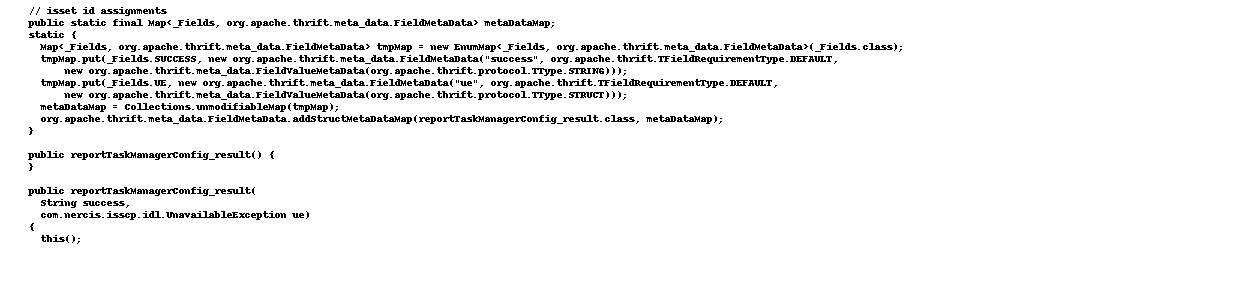 // isset id assignments
public static final Map<_Fields, org.apache.thrift.meta_data.FieldMetaData> metaDataMap;
static {
Map<_Fields, org.apache.thrift.meta_data.FieldMetaData> tmpMap = new EnumMap<_Fields, org.apache.thrift.meta_data.FieldMetaData>(_Fields.class);
tmpMap.put(_Fields.SUCCESS, new org.apache.thrift.meta_data.FieldMetaData("success", org.apache.thrift.TFieldRequirementType.DEFAULT,
new org.apache.thrift.meta_data.FieldValueMetaData(org.apache.thrift.protocol.TType.STRING)));
tmpMap.put(_Fields.UE, new org.apache.thrift.meta_data.FieldMetaData("ue", org.apache.thrift.TFieldRequirementType.DEFAULT,
new org.apache.thrift.meta_data.FieldValueMetaData(org.apache.thrift.protocol.TType.STRUCT)));
metaDataMap = Collections.unmodifiableMap(tmpMap);
org.apache.thrift.meta_data.FieldMetaData.addStructMetaDataMap(reportTaskManagerConfig_result.class, metaDataMap);
}
public reportTaskManagerConfig_result() {
}
public reportTaskManagerConfig_result(
String success,
com.nercis.isscp.idl.UnavailableException ue)
{
this();